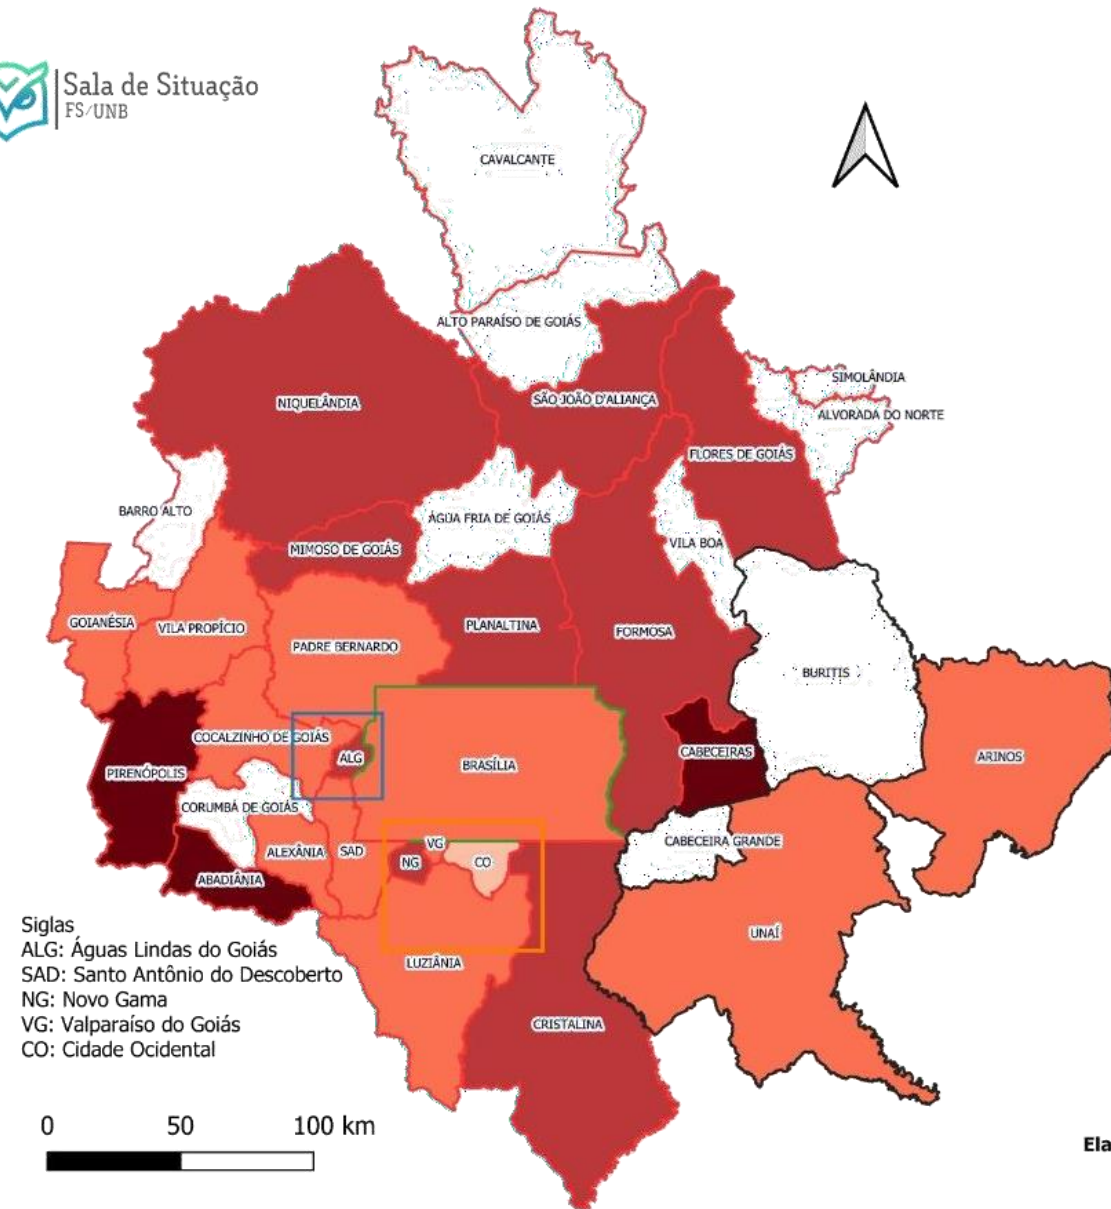 Sala de Situação
FS/UNB
CAVALCANTE
ALTO PARAÍSO DE GOIÁS
SIMOLÂNDIA
NIQUELÂNDIA
SÃO JOÃO D'ALIANÇA
ALVORADA DO NORTE
FLORES DE GOIÁS
BARRO ALTO
ÁGUA FRIA DE GOIÁS
VILA BOA
MIMOSO DE GOIÁS
GOIANÉSIA
VILA PROPÍCIO
PLANALTINA
FORMOSA
PADRE BERNARDO
BURITIS
COCALZINHO DE GOIÁS
CABECEIRAS
ALG
ARINOS
BRASÍLIA
PIRENÓPOLIS
CORUMBÁ DE GOIÁS
CABECEIRA GRANDE
VG
ALEXÂNIA
SAD
NG
CO
ABADIÂNIA
UNAÍ
LUZIÂNIA
CRISTALINA
Siglas
ALG: Águas Lindas do Goiás
SAD: Santo Antônio do Descoberto
NG: Novo Gama
VG: Valparaíso do Goiás
CO: Cidade Ocidental
0 50 100 km
Ela